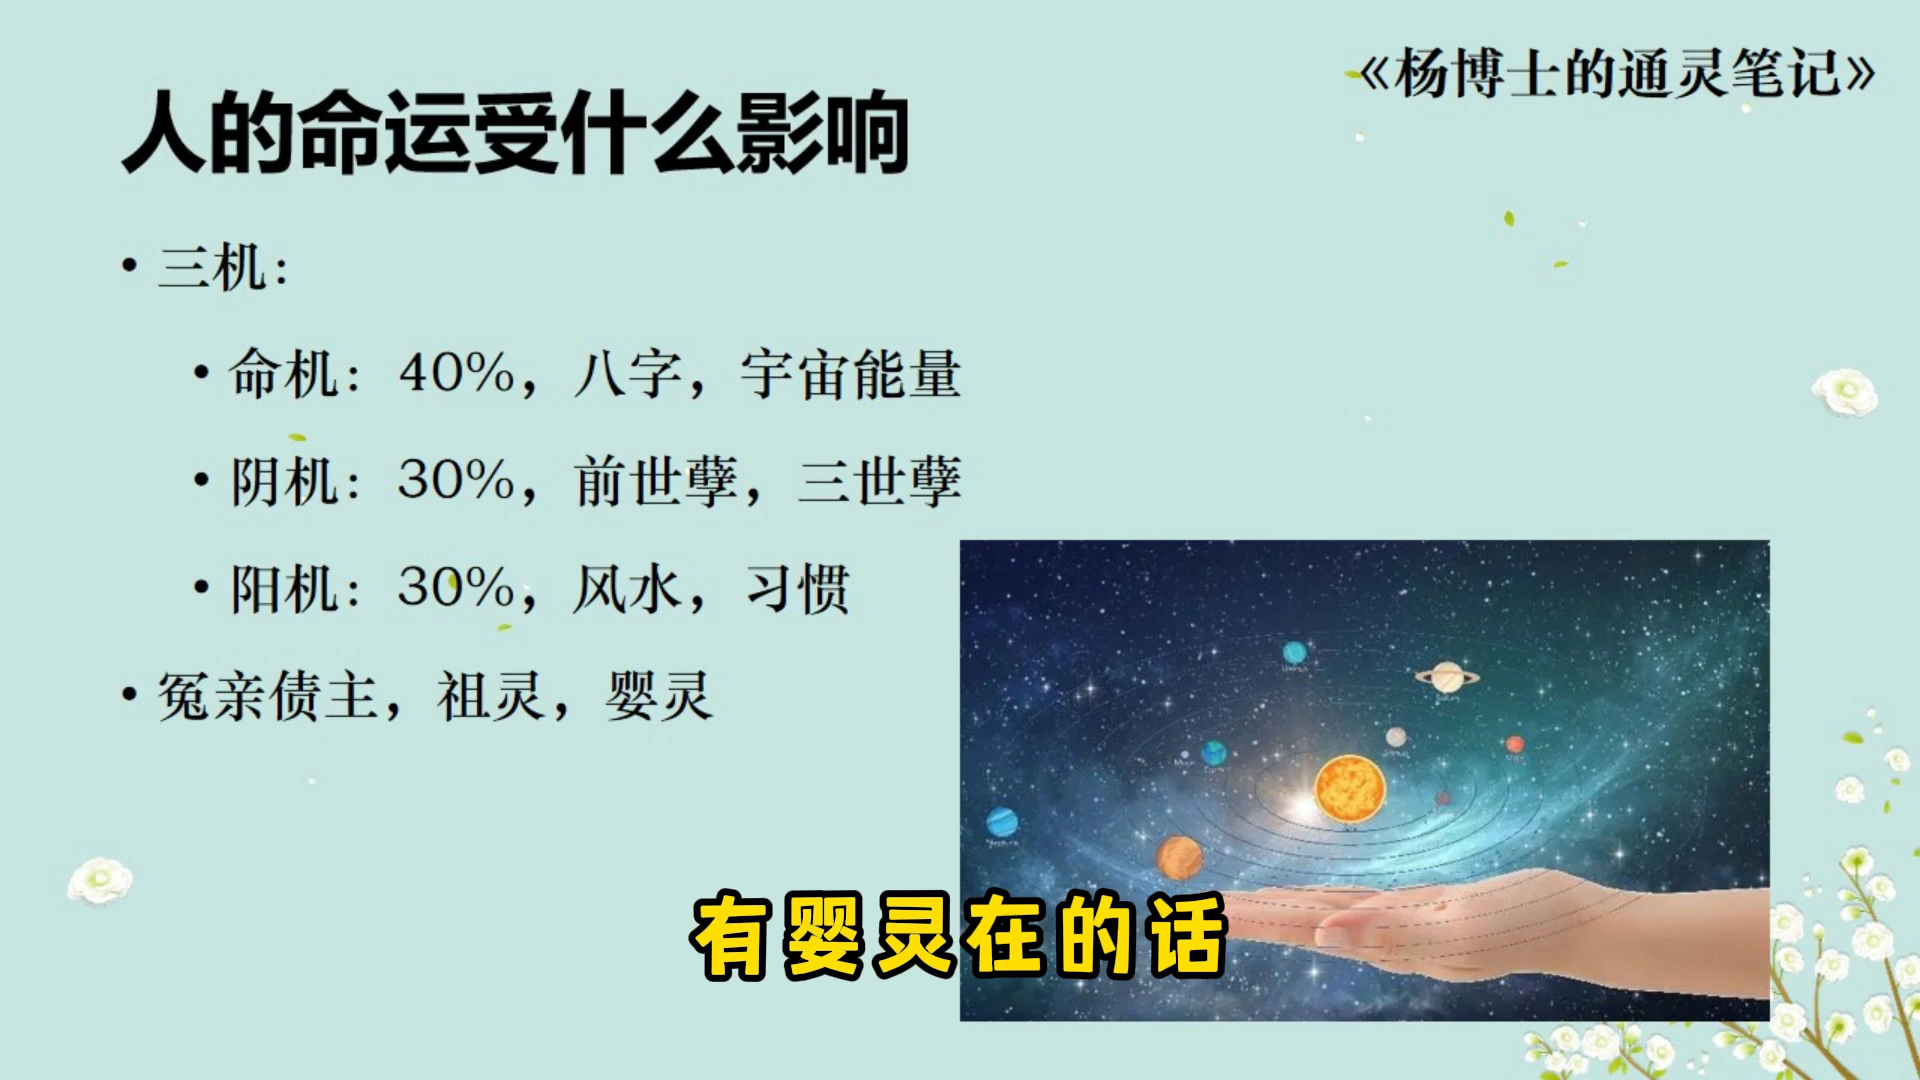 《杨博士的通灵笔记》
人的命运受什么影响
• 三机：
• 命机：40%，八字，宇宙能量
• 阴机：30%，前世孽，三世孽
• 阳机：30%，风水，习惯
• 冤亲债主，祖灵，婴灵
有婴灵在的话